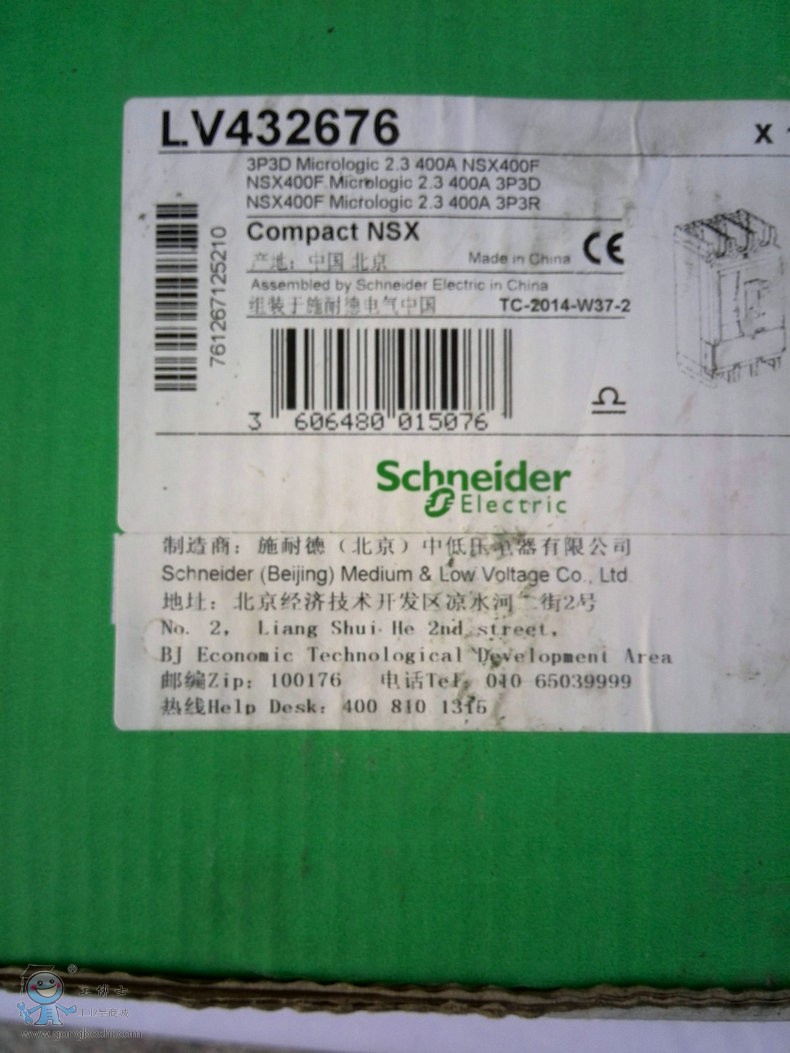 LV432676
X 1
3P3D Micrologic 2.3 400A NSX400F
NSX400F Micrologic 2.3 400A 3P3D
NSX400F Micrologic 2.3 400A 3P3R
Compact NSX
产地：中国 北京 Made in China CE
Assembled by Schneider Electric in China
组装于施耐德电气中国 TC-2014-W37-2
761267125210
3 606480 015076
Schneider
Electric
制造商：施耐德（北京）中低压电器有限公司
Schneider (Beijing) Medium & Low Voltage Co., Ltd
地址：北京经济技术开发区凉水河二街2号
No. 2, Liang Shui He 2nd street,
BJ Economic Technological Development Area
邮编Zip: 100176 电话Tel: 010 65039999
热线Help Desk: 400 810 1315
工博士
www.gongboshi.com